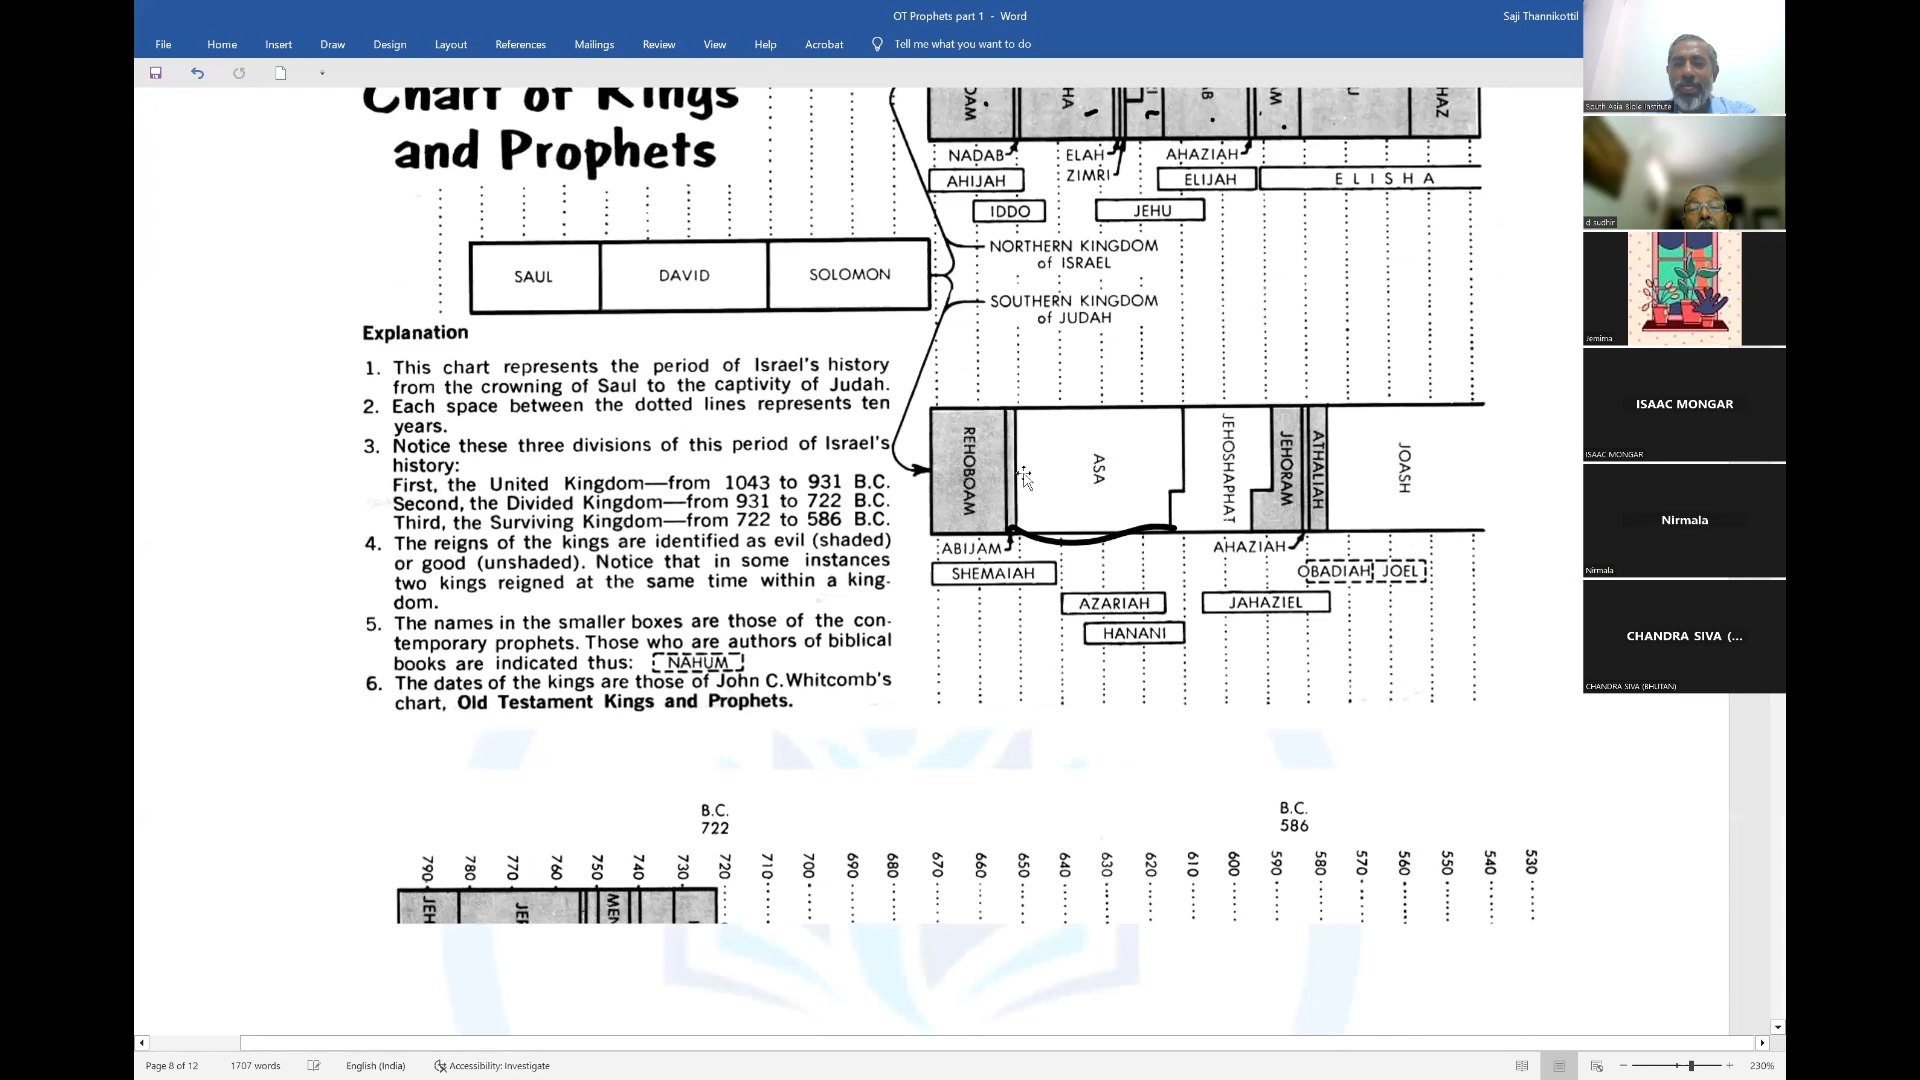 OT Prophets part 1 - Word
Saji Thannikottil
File Home Insert Draw Design Layout References Mailings Review View Help Acrobat Tell me what you want to do
Chart of Kings
and Prophets
HAZ
NADAB
ELAH
AHAZIAH
ZIMRI
AHIJAH
ELIJAH
ELISHA
IDDO
JEHU
NORTHERN KINGDOM
of ISRAEL
SAUL
DAVID
SOLOMON
SOUTHERN KINGDOM
of JUDAH
Explanation
1. This chart represents the period of Israel's history
from the crowning of Saul to the captivity of Judah.
2. Each space between the dotted lines represents ten
years.
3. Notice these three divisions of this period of Israel's
history:
First, the United Kingdom—from 1043 to 931 B.C.
Second, the Divided Kingdom—from 931 to 722 B.C.
Third, the Surviving Kingdom—from 722 to 586 B.C.
4. The reigns of the kings are identified as evil (shaded)
or good (unshaded). Notice that in some instances
two kings reigned at the same time within a king-
dom.
5. The names in the smaller boxes are those of the con-
temporary prophets. Those who are authors of biblical
books are indicated thus: NAHUM
6. The dates of the kings are those of John C. Whitcomb's
chart, Old Testament Kings and Prophets.
REHOBOAM
ASA
JEHOSHAPHAT
JEHORAM
ATHALIAH
JOASH
ABIJAM
AHAZIAH
SHEMAIAH
OBADIAH
JOEL
AZARIAH
JAHAZIEL
HANANI
B.C.
722
B.C.
586
790 780 770 760 750 740 730 720 710 700 690 680 670 660 650 640 630 620 610 600 590 580 570 560 550 540 530
JEH
JEF
MEN
South Asia Bible Institute
d sudhir
Jemima
ISAAC MONGAR
ISAAC MONGAR
Nirmala
Nirmala
CHANDRA SIVA (...
CHANDRA SIVA (BHUTAN)
Page 8 of 12
1707 words
English (India)
Accessibility: Investigate
230%